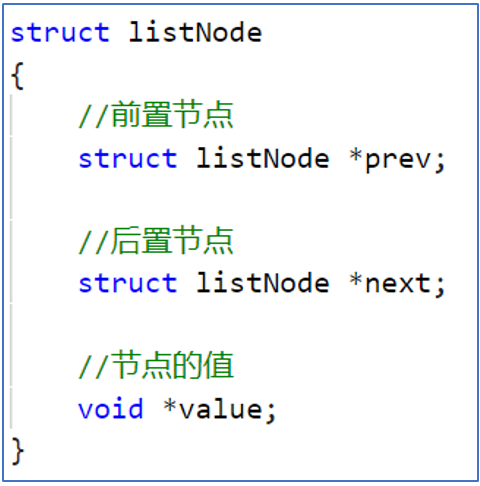 struct listNode
{
//前置节点
struct listNode *prev;
//后置节点
struct listNode *next;
//节点的值
void *value;
}